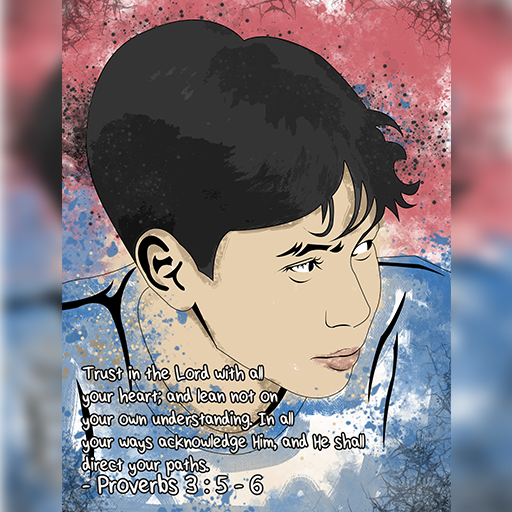 Trust in the Lord with all
your heart; and lean not on
your own understanding. In all
your ways acknowledge Him, and He shall
direct your paths.
- Proverbs 3 : 5 - 6